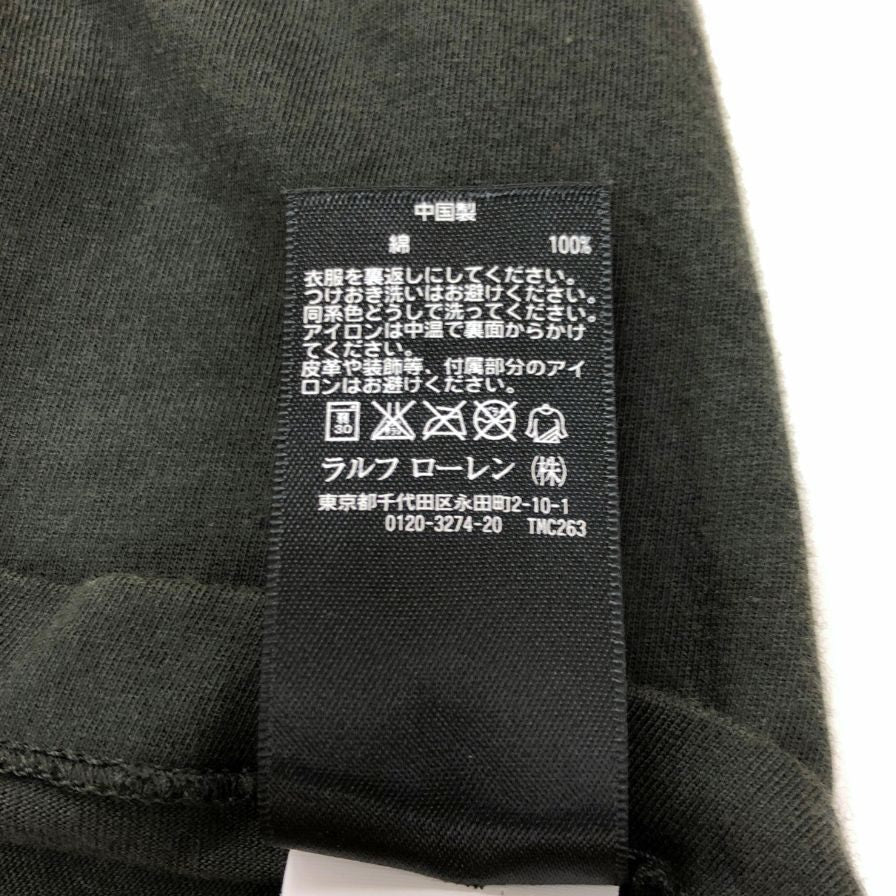 中国製
綿 100%
衣服を裏返しにしてください。
つけおき洗いはお避けください。
同系色どうしで洗ってください。
アイロンは中温で裏面からかけ
てください。
皮革や装飾等、付属部分のアイ
ロンはお避けください。
30
ラルフ ローレン (株)
東京都千代田区永田町2-10-1
0120-3274-20 TMC263